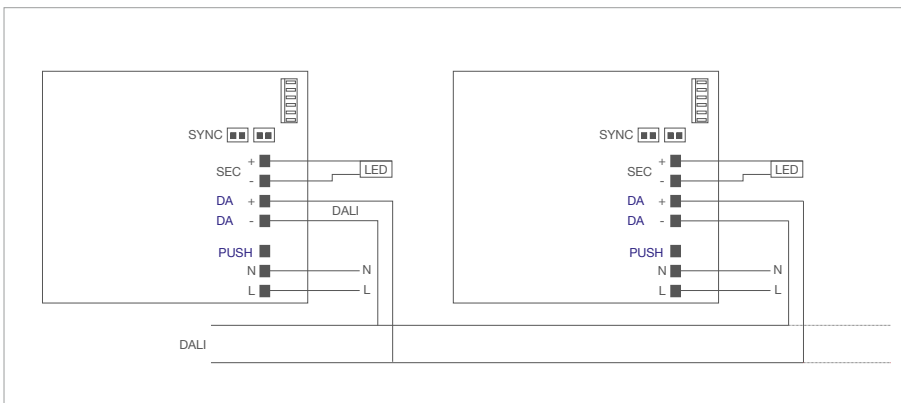 SYNC
SEC + LED
-
DA +
DA - DALI
PUSH
N N
L L
SYNC
SEC + LED
-
DA +
DA -
PUSH
N N
L L
DALI